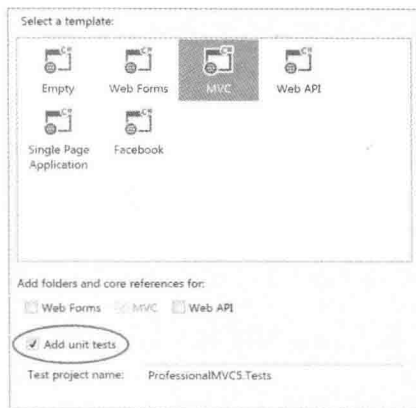 Select a template:
Empty Web Forms MVC Web API
Single Page Application Facebook
Add folders and core references for:
Web Forms MVC Web API
Add unit tests
Test project name: ProfessionalMVC5.Tests